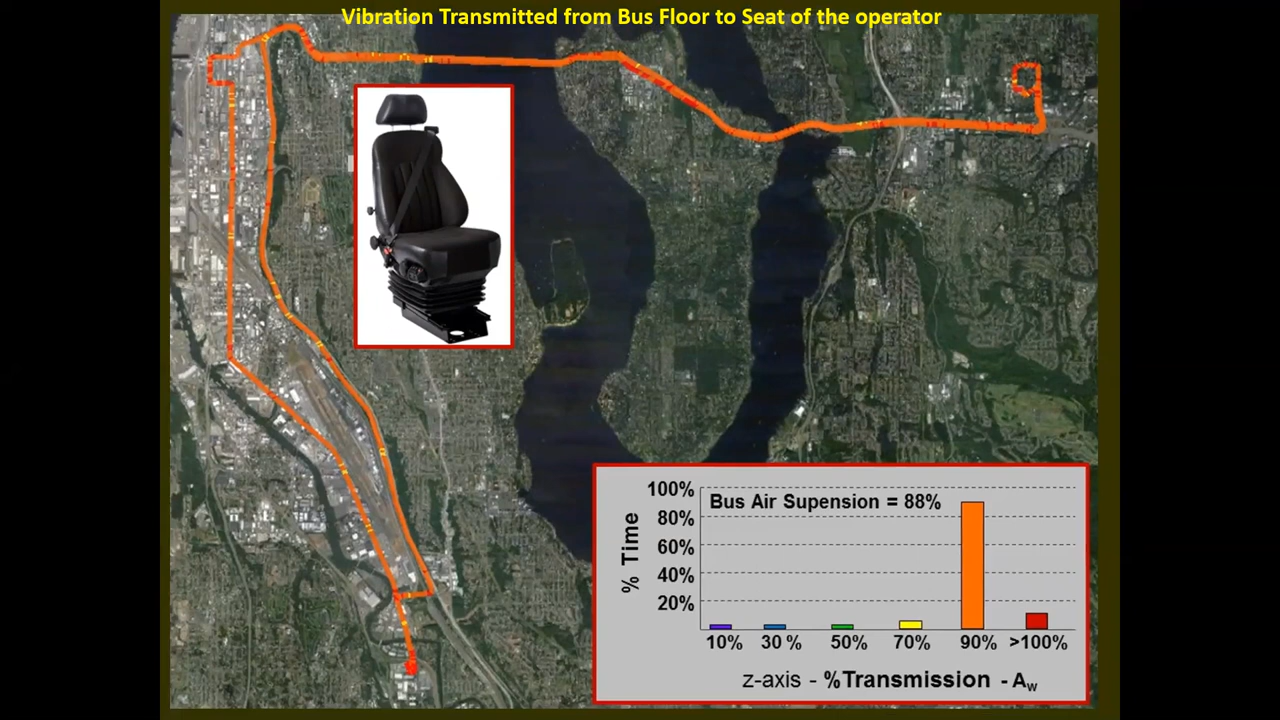 Vibration Transmitted from Bus Floor to Seat of the operator
Bus Air Supension = 88%
100%
80%
60%
40%
20%
% Time
10% 30 % 50% 70% 90% >100%
z-axis - %Transmission - Aw